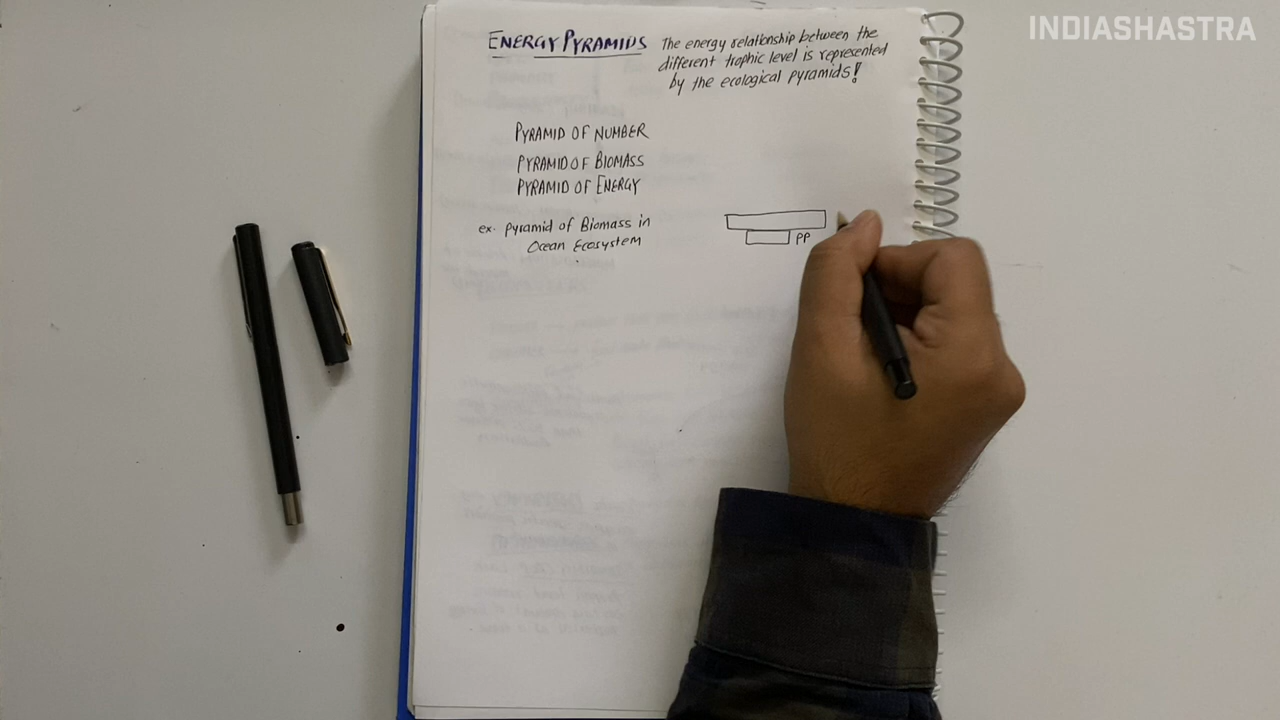 INDIASHASTRA
ENERGY PYRAMIDS
The energy relationship between the
different trophic level is represented
by the ecological pyramids!
PYRAMID OF NUMBER
PYRAMID OF BIOMASS
PYRAMID OF ENERGY
ex. pyramid of Biomass in
Ocean Ecosystem
PP